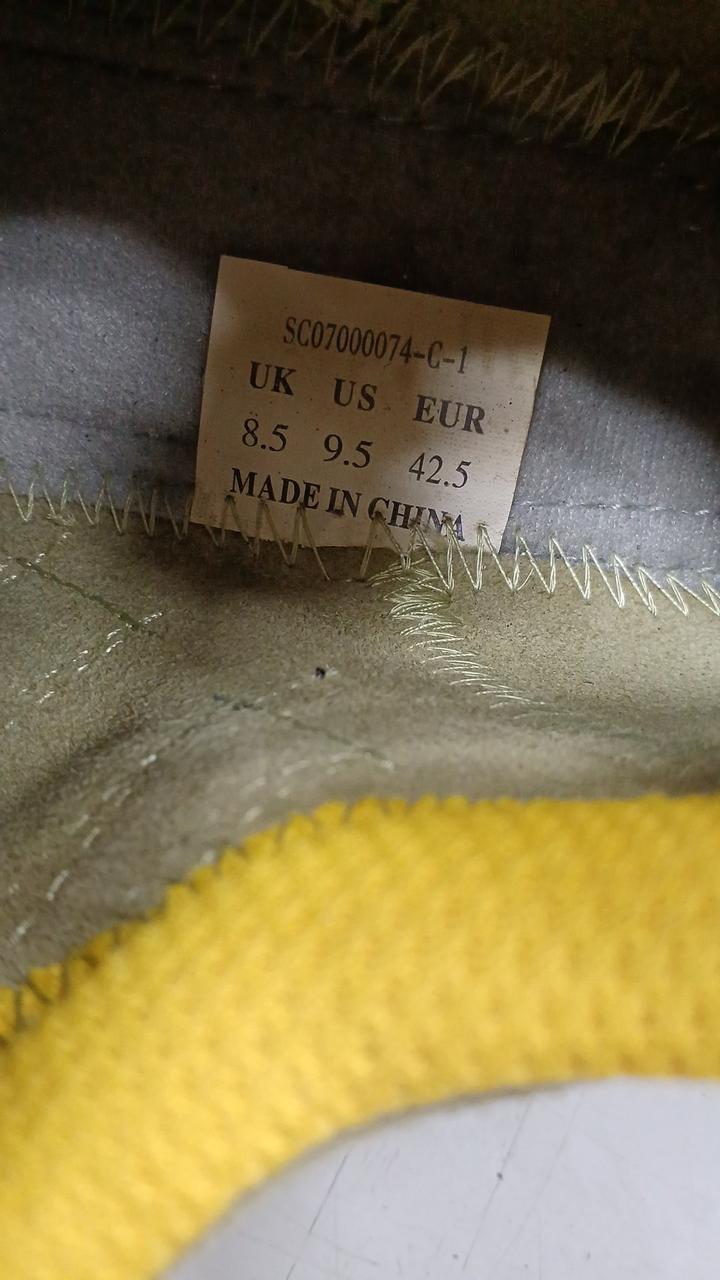 SC07000074-C-1
UK US EUR
8.5 9.5 42.5
MADE IN CHINA